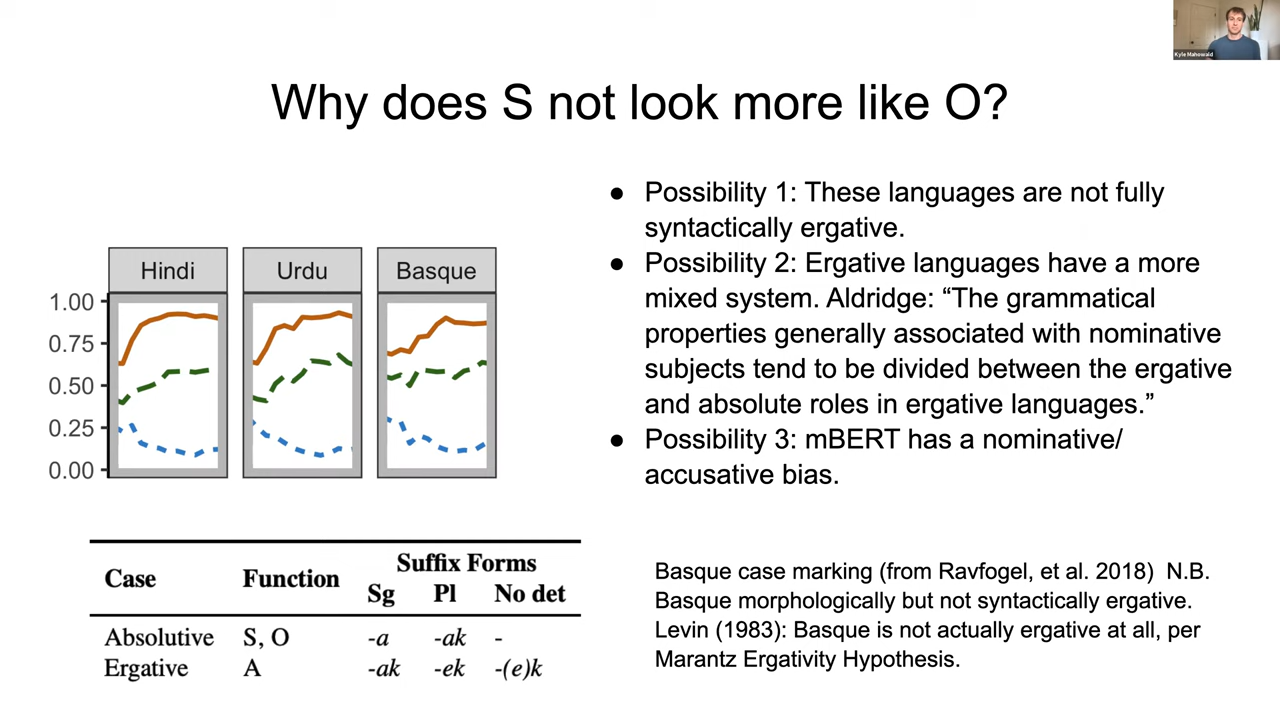 Kyle Mahowald
Why does S not look more like O?
Hindi Urdu Basque
1.00
0.75
0.50
0.25
0.00
● Possibility 1: These languages are not fully
syntactically ergative.
● Possibility 2: Ergative languages have a more
mixed system. Aldridge: “The grammatical
properties generally associated with nominative
subjects tend to be divided between the ergative
and absolute roles in ergative languages.”
● Possibility 3: mBERT has a nominative/
accusative bias.
Case Function Suffix Forms
Sg Pl No det
Absolutive S, O -a -ak -
Ergative A -ak -ek -(e)k
Basque case marking (from Ravfogel, et al. 2018) N.B.
Basque morphologically but not syntactically ergative.
Levin (1983): Basque is not actually ergative at all, per
Marantz Ergativity Hypothesis.